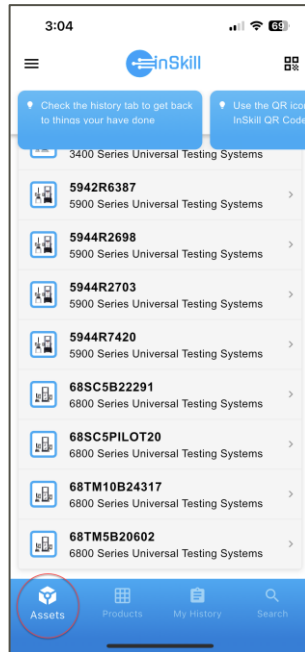 3:04
69
inSkill
Check the history tab to get back
to things your have done
Use the QR ico
InSkill QR Code
3400 Series Universal Testing Systems
5942R6387
5900 Series Universal Testing Systems
5944R2698
5900 Series Universal Testing Systems
5944R2703
5900 Series Universal Testing Systems
5944R7420
5900 Series Universal Testing Systems
68SC5B22291
6800 Series Universal Testing Systems
68SC5PILOT20
6800 Series Universal Testing Systems
68TM10B24317
6800 Series Universal Testing Systems
68TM5B20602
6800 Series Universal Testing Systems
Assets
Products
My History
Search